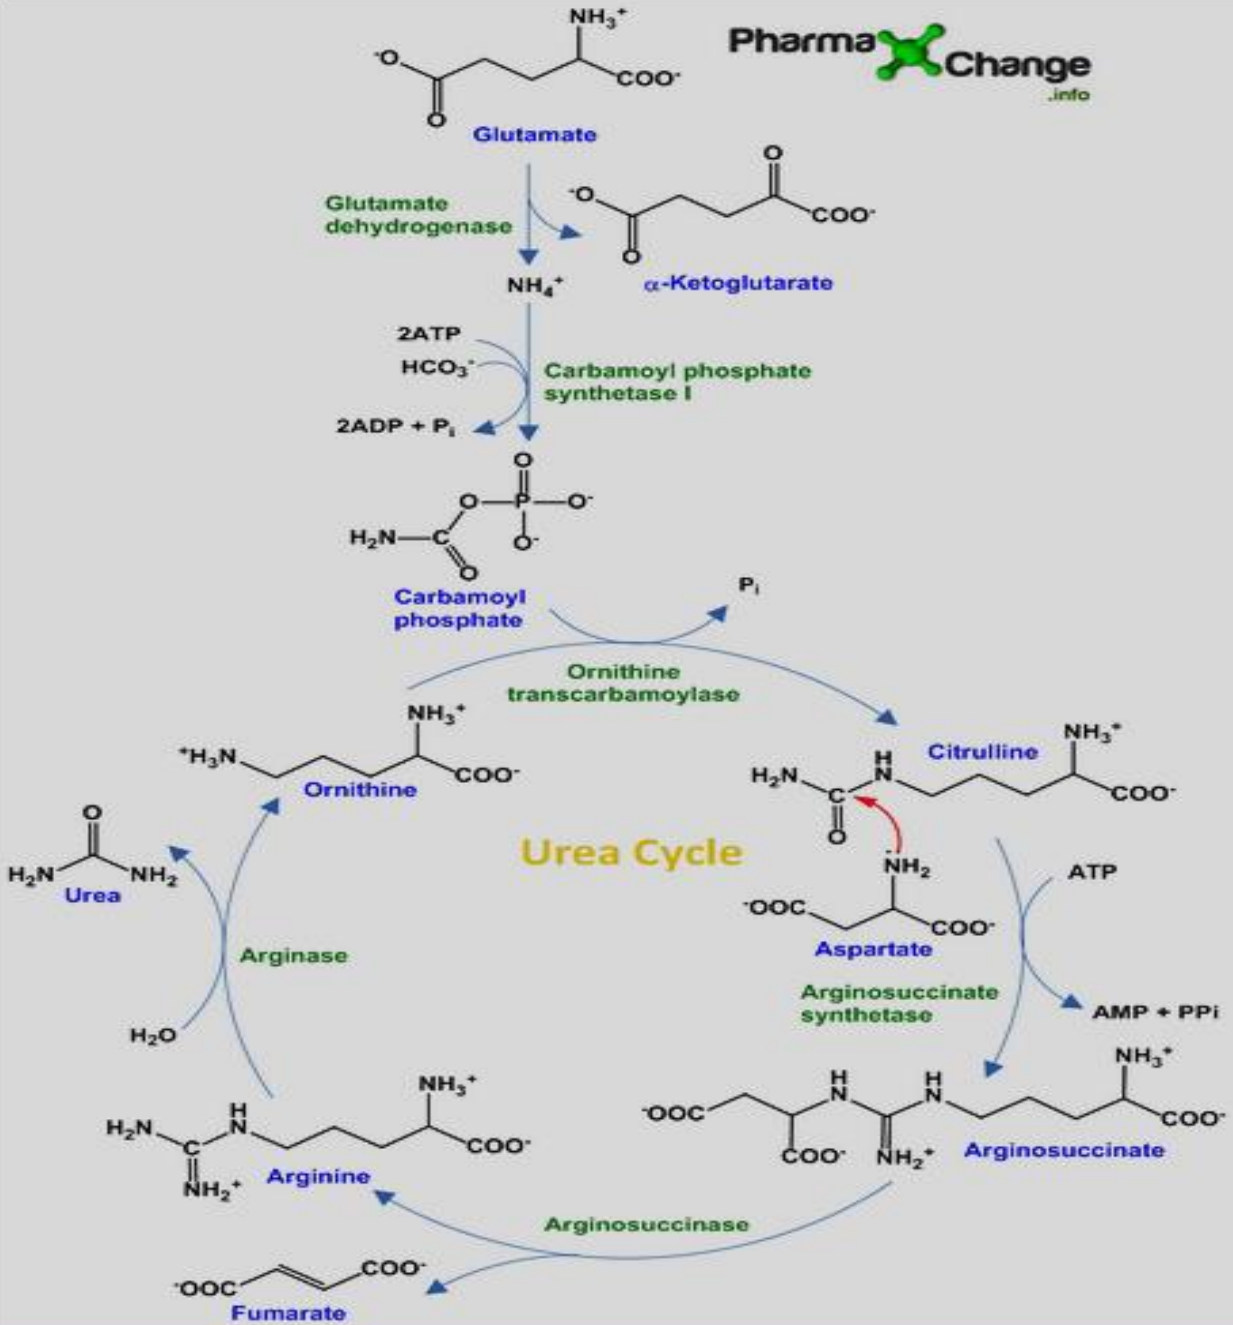 NH₃⁺
Pharma Change
.info
⁻O
COO⁻
O
Glutamate
O
Glutamate
dehydrogenase
⁻O
COO⁻
O
NH₄⁺
α-Ketoglutarate
2ATP
HCO₃⁻
Carbamoyl phosphate
synthetase I
2ADP + Pᵢ
O
O P O⁻
H₂N C
O⁻
O
Carbamoyl
phosphate
Pᵢ
Ornithine
transcarbamoylase
NH₃⁺
⁺H₃N
COO⁻
Ornithine
Citrulline
NH₃⁺
H₂N
H
N
C
COO⁻
O
O
H₂N
NH₂
Urea
Urea Cycle
NH₂
ATP
⁻OOC
COO⁻
Aspartate
Arginase
Arginosuccinate
synthetase
AMP + PPi
H₂O
NH₃⁺
H
N
H
N
⁻OOC
COO⁻
COO⁻
NH₂⁺
Arginosuccinate
NH₃⁺
H₂N
H
N
C
COO⁻
NH₂⁺
Arginine
Arginosuccinase
⁻OOC
COO⁻
Fumarate